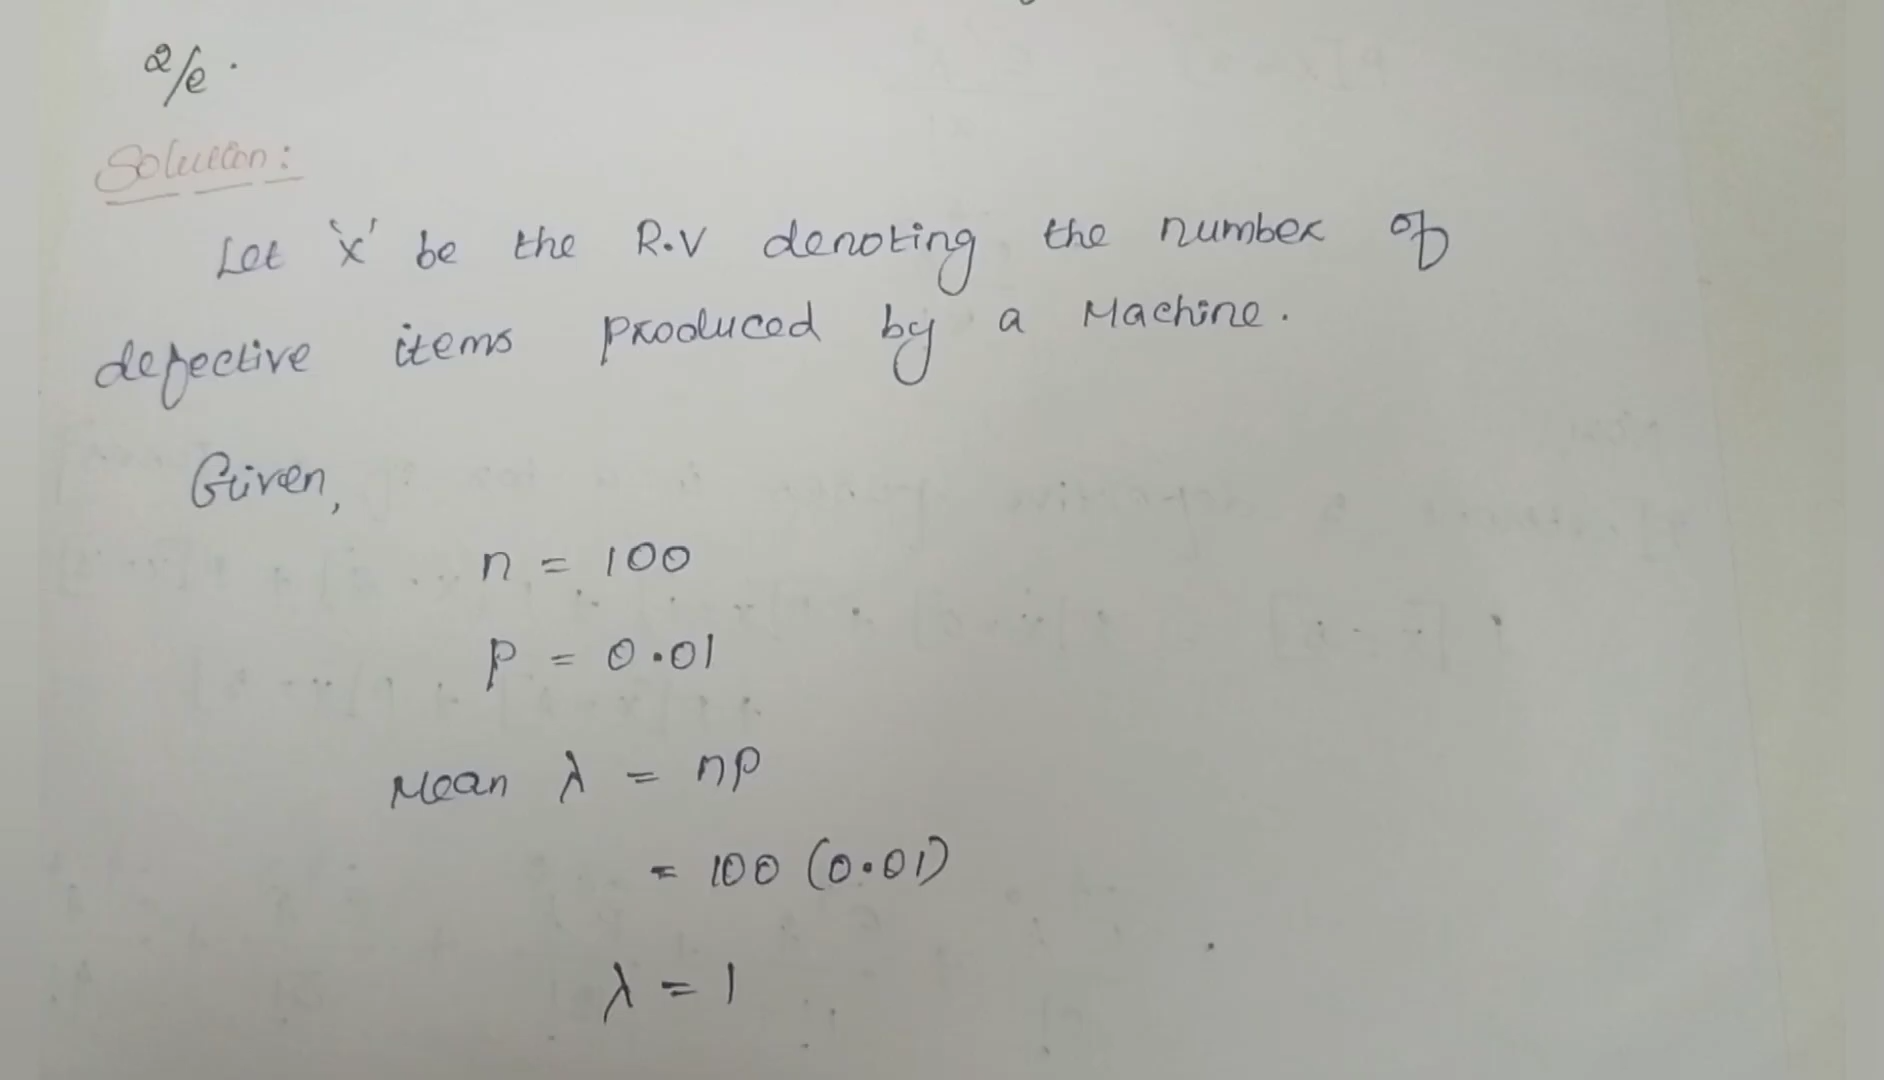 2/e.
Solution:
Let 'x' be the R.V denoting the number of
defective items produced by a Machine.
Given,
n = 100
p = 0.01
Mean λ = np
= 100 (0.01)
λ = 1